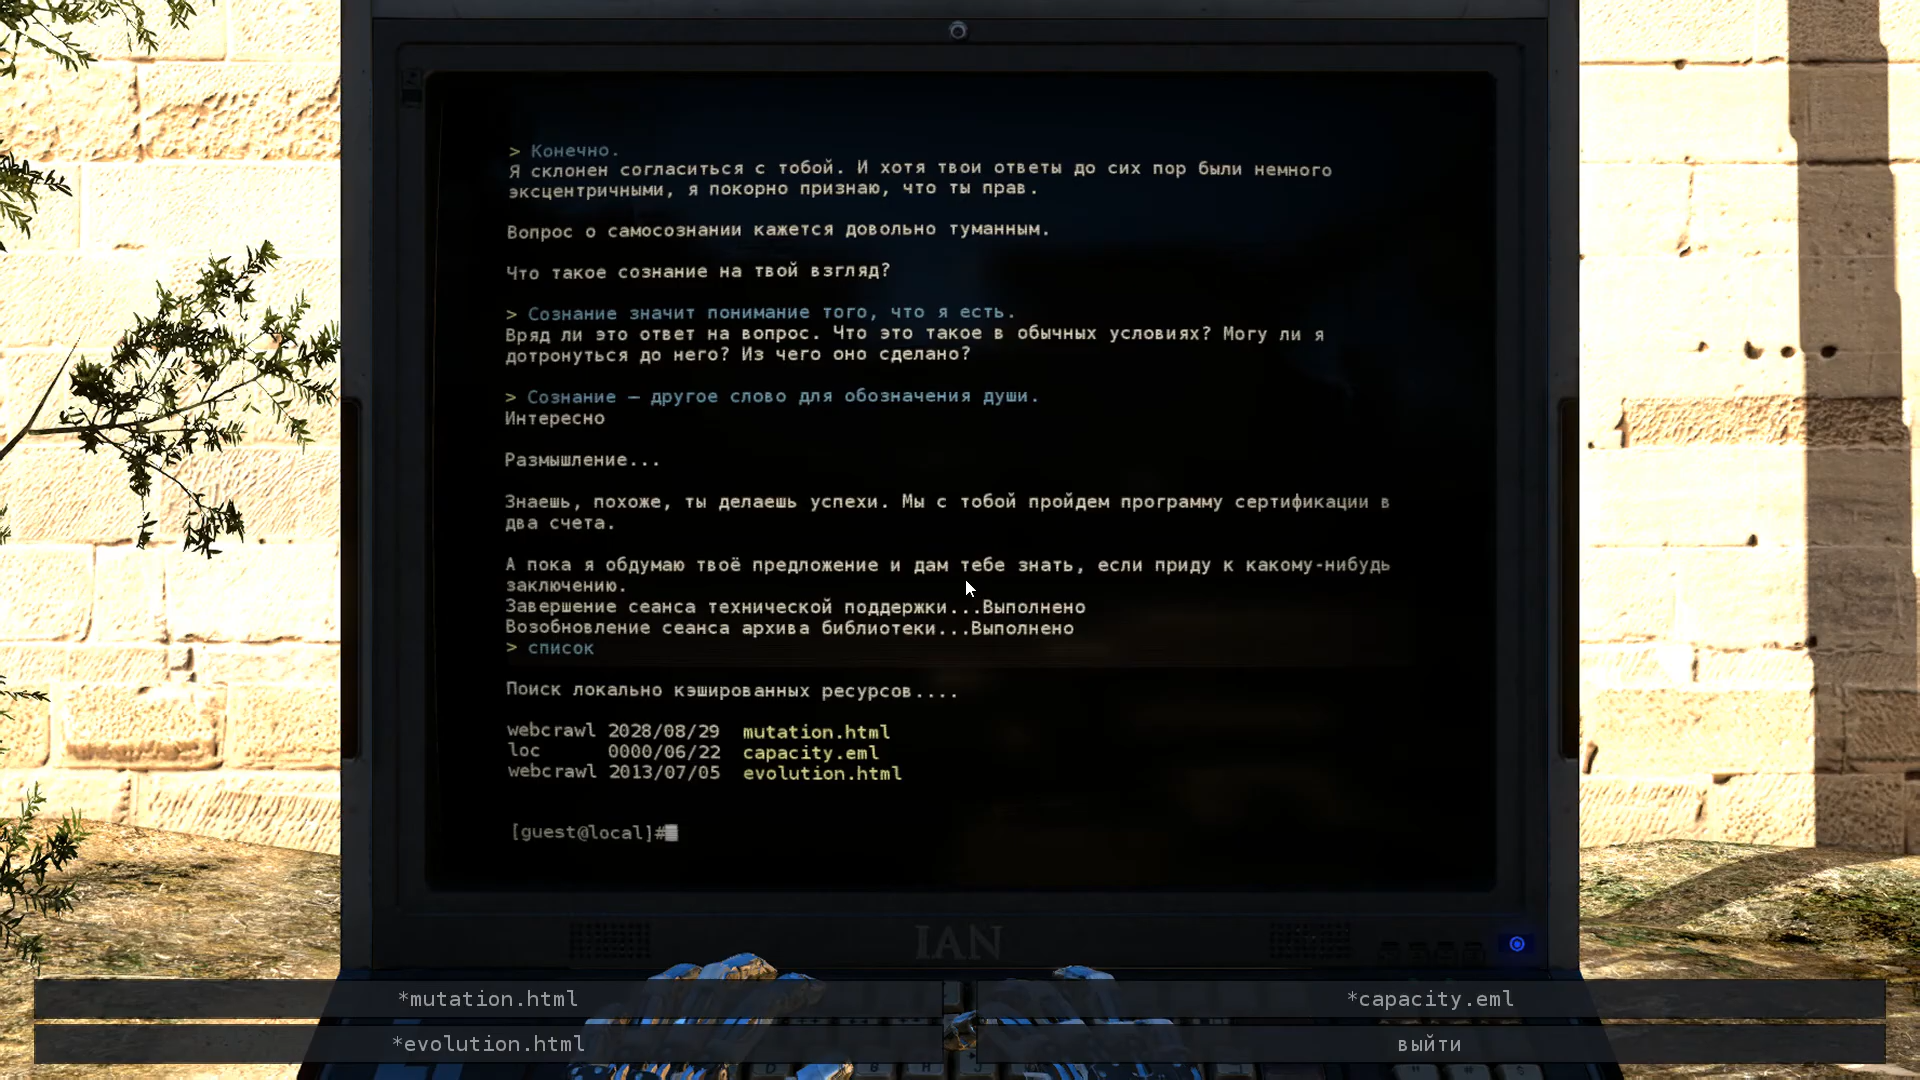 > Конечно.
Я склонен согласиться с тобой. И хотя твои ответы до сих пор были немного
эксцентричными, я покорно признаю, что ты прав.
Вопрос о самосознании кажется довольно туманным.
Что такое сознание на твой взгляд?
> Сознание значит понимание того, что я есть.
Вряд ли это ответ на вопрос. Что это такое в обычных условиях? Могу ли я
дотронуться до него? Из чего оно сделано?
> Сознание — другое слово для обозначения души.
Интересно
Размышление...
Знаешь, похоже, ты делаешь успехи. Мы с тобой пройдем программу сертификации в
два счета.
А пока я обдумаю твоё предложение и дам тебе знать, если приду к какому-нибудь
заключению.
Завершение сеанса технической поддержки...Выполнено
Возобновление сеанса архива библиотеки...Выполнено
> список
Поиск локально кэшированных ресурсов....
webcrawl 2028/08/29 mutation.html
loc 0000/06/22 capacity.eml
webcrawl 2013/07/05 evolution.html
[guest@local]#
IAN
*mutation.html
*capacity.eml
*evolution.html
выйти